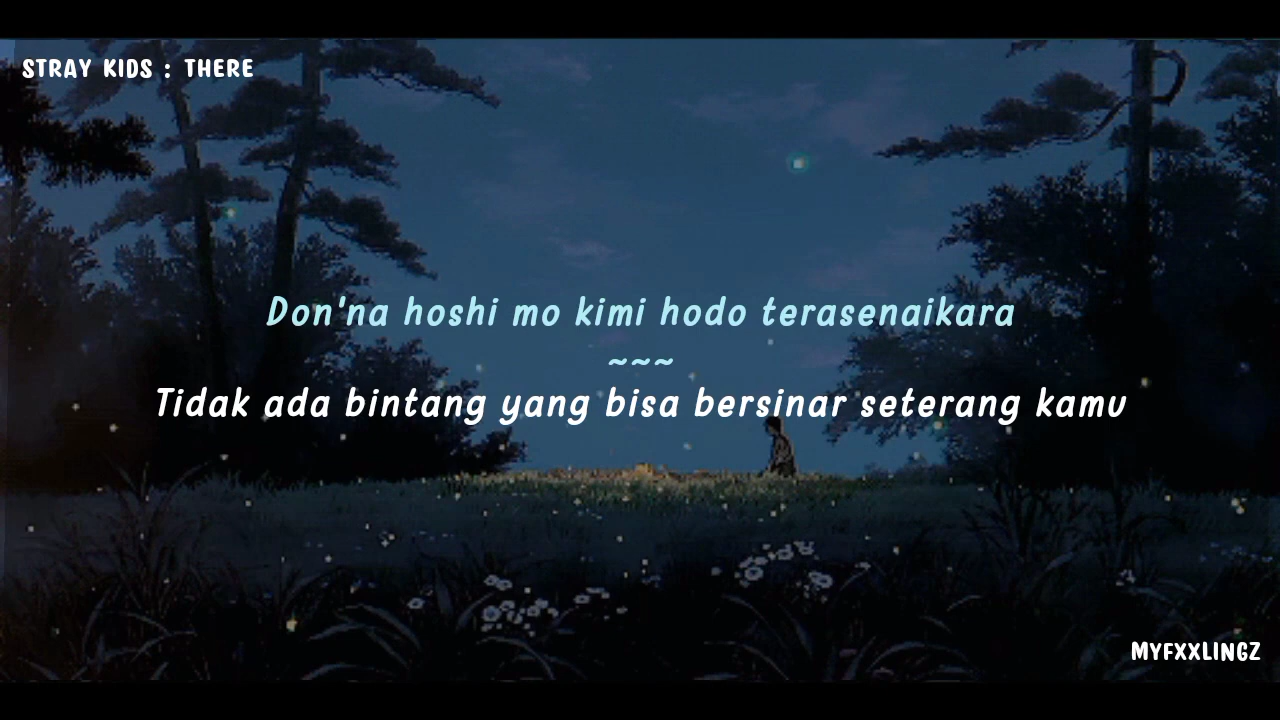 STRAY KIDS : THERE
Don'na hoshi mo kimi hodo terasenaikara
~~~
Tidak ada bintang yang bisa bersinar seterang kamu
MYFXXLINGZ